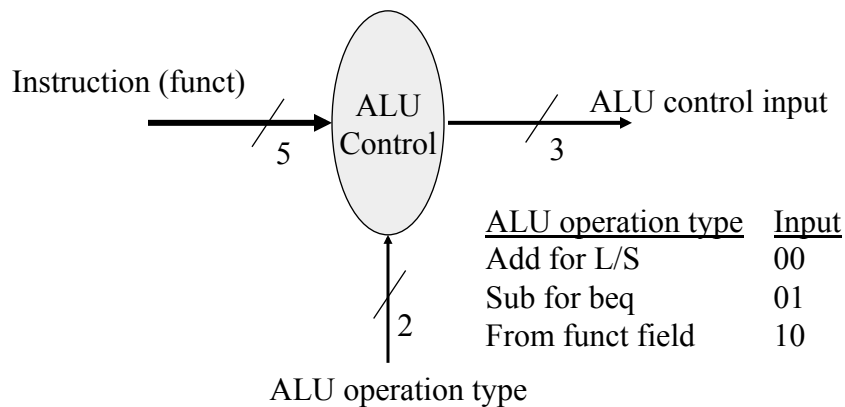 Instruction (funct)
5
ALU
Control
ALU control input
3
ALU operation type Input
Add for L/S 00
Sub for beq 01
From funct field 10
2
ALU operation type